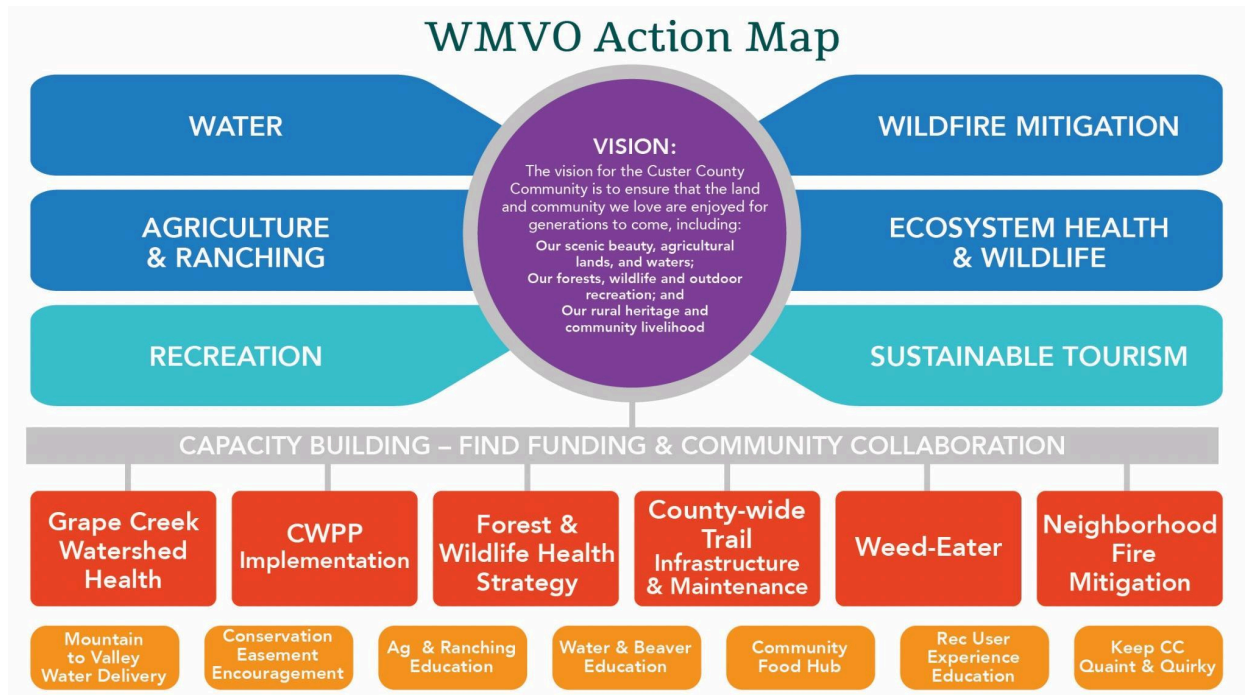 WMVO Action Map
WATER
AGRICULTURE
& RANCHING
RECREATION
VISION:
The vision for the Custer County
Community is to ensure that the land
and community we love are enjoyed for
generations to come, including:
Our scenic beauty, agricultural
lands, and waters;
Our forests, wildlife and outdoor
recreation; and
Our rural heritage and
community livelihood
WILDFIRE MITIGATION
ECOSYSTEM HEALTH
& WILDLIFE
SUSTAINABLE TOURISM
CAPACITY BUILDING – FIND FUNDING & COMMUNITY COLLABORATION
Grape Creek
Watershed
Health
CWPP
Implementation
Forest &
Wildlife Health
Strategy
County-wide
Trail
Infrastructure
& Maintenance
Weed-Eater
Neighborhood
Fire
Mitigation
Mountain
to Valley
Water Delivery
Conservation
Easement
Encouragement
Ag & Ranching
Education
Water & Beaver
Education
Community
Food Hub
Rec User
Experience
Education
Keep CC
Quaint & Quirky